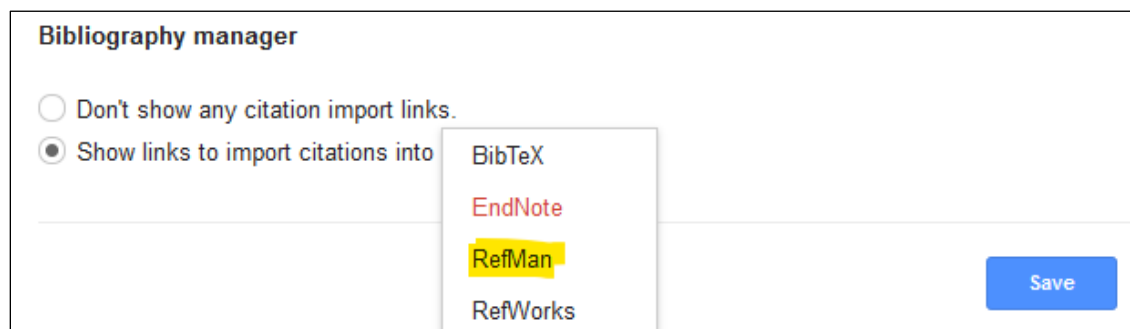 Bibliography manager
Don't show any citation import links.
Show links to import citations into
BibTeX
EndNote
RefMan
RefWorks
Save